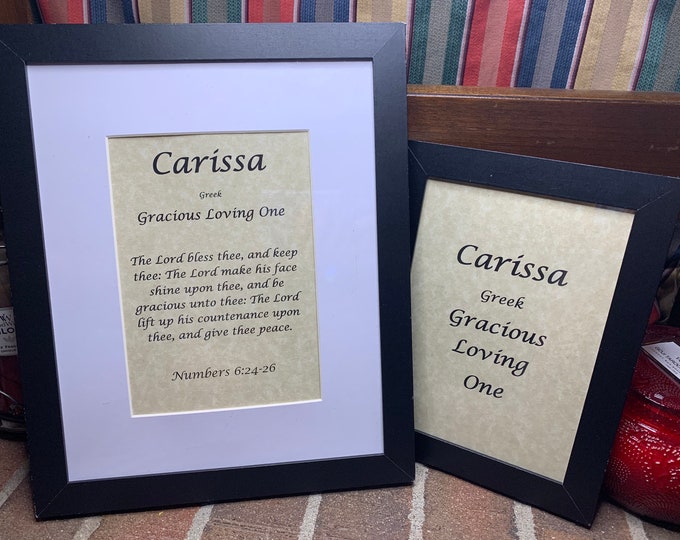 Carissa
Greek
Gracious Loving One
The Lord bless thee, and keep
thee: The Lord make his face
shine upon thee, and be
gracious unto thee: The Lord
lift up his countenance upon
thee, and give thee peace.
Numbers 6:24-26
Carissa
Greek
Gracious
Loving
One